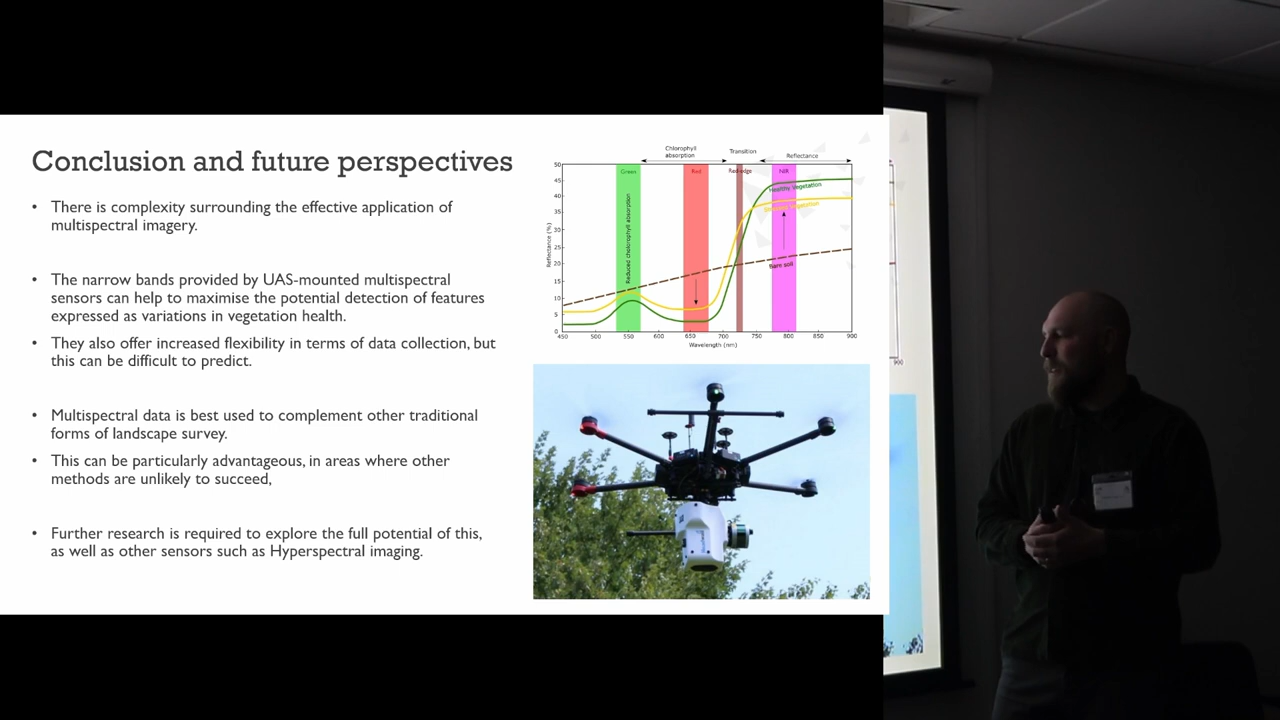 Conclusion and future perspectives
• There is complexity surrounding the effective application of
multispectral imagery.
• The narrow bands provided by UAS-mounted multispectral
sensors can help to maximise the potential detection of features
expressed as variations in vegetation health.
• They also offer increased flexibility in terms of data collection, but
this can be difficult to predict.
• Multispectral data is best used to complement other traditional
forms of landscape survey.
• This can be particularly advantageous, in areas where other
methods are unlikely to succeed,
• Further research is required to explore the full potential of this,
as well as other sensors such as Hyperspectral imaging.
Chlorophyll
absorption
Transition
Reflectance
Green
Red
Red-edge
NIR
Healthy Vegetation
Vegetation
Bare soil
Reduced cholorphyll absorption
Reflectance (%)
50
45
40
35
30
25
20
15
10
5
0
450 500 550 600 650 700 750 800 850 900
Wavelength (nm)
900